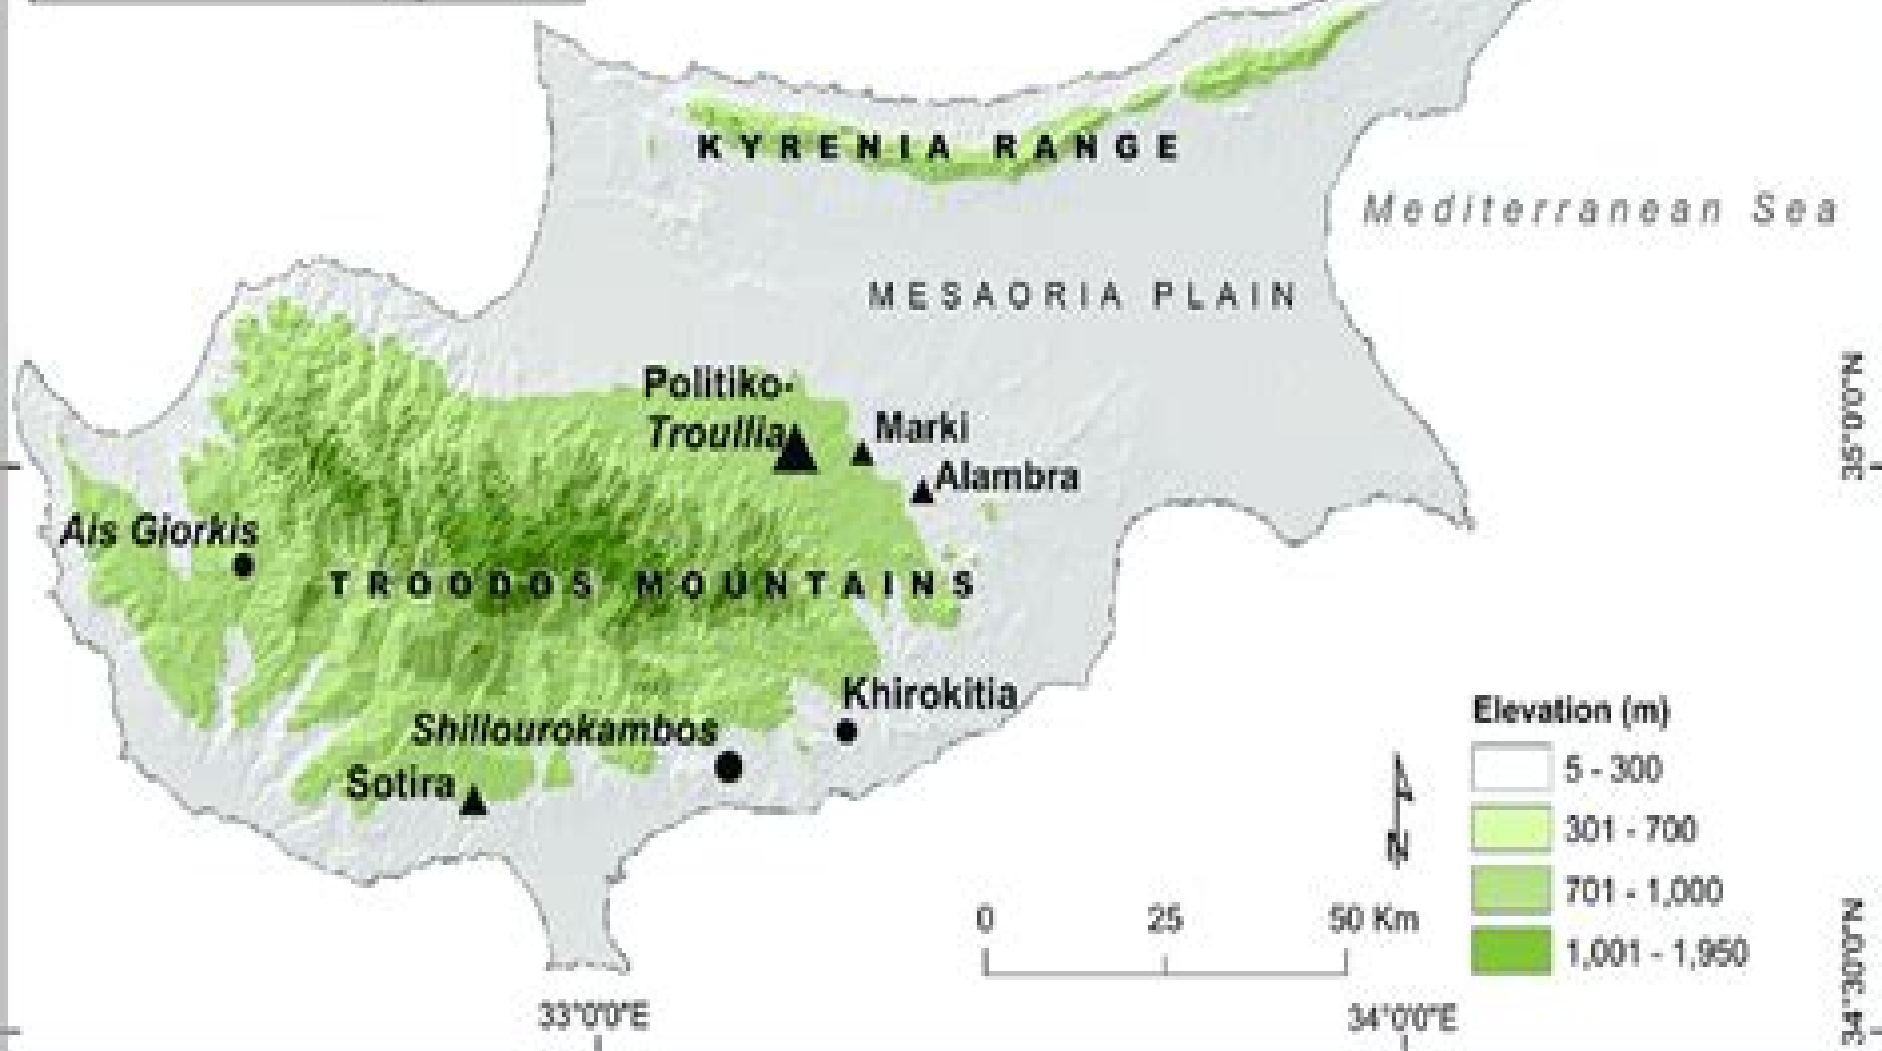 KYRENIA RANGE
Mediterranean Sea
MESAORIA PLAIN
Politiko-
Troullia
Marki
Alambra
35°0'0"N
Ais Giorkis
TROODOS MOUNTAINS
Khirokitia
Shillourokambos
Sotira
Elevation (m)
5 - 300
301 - 700
701 - 1,000
1,001 - 1,950
N
0 25 50 Km
34°30'0"N
33°0'0"E
34°0'0"E